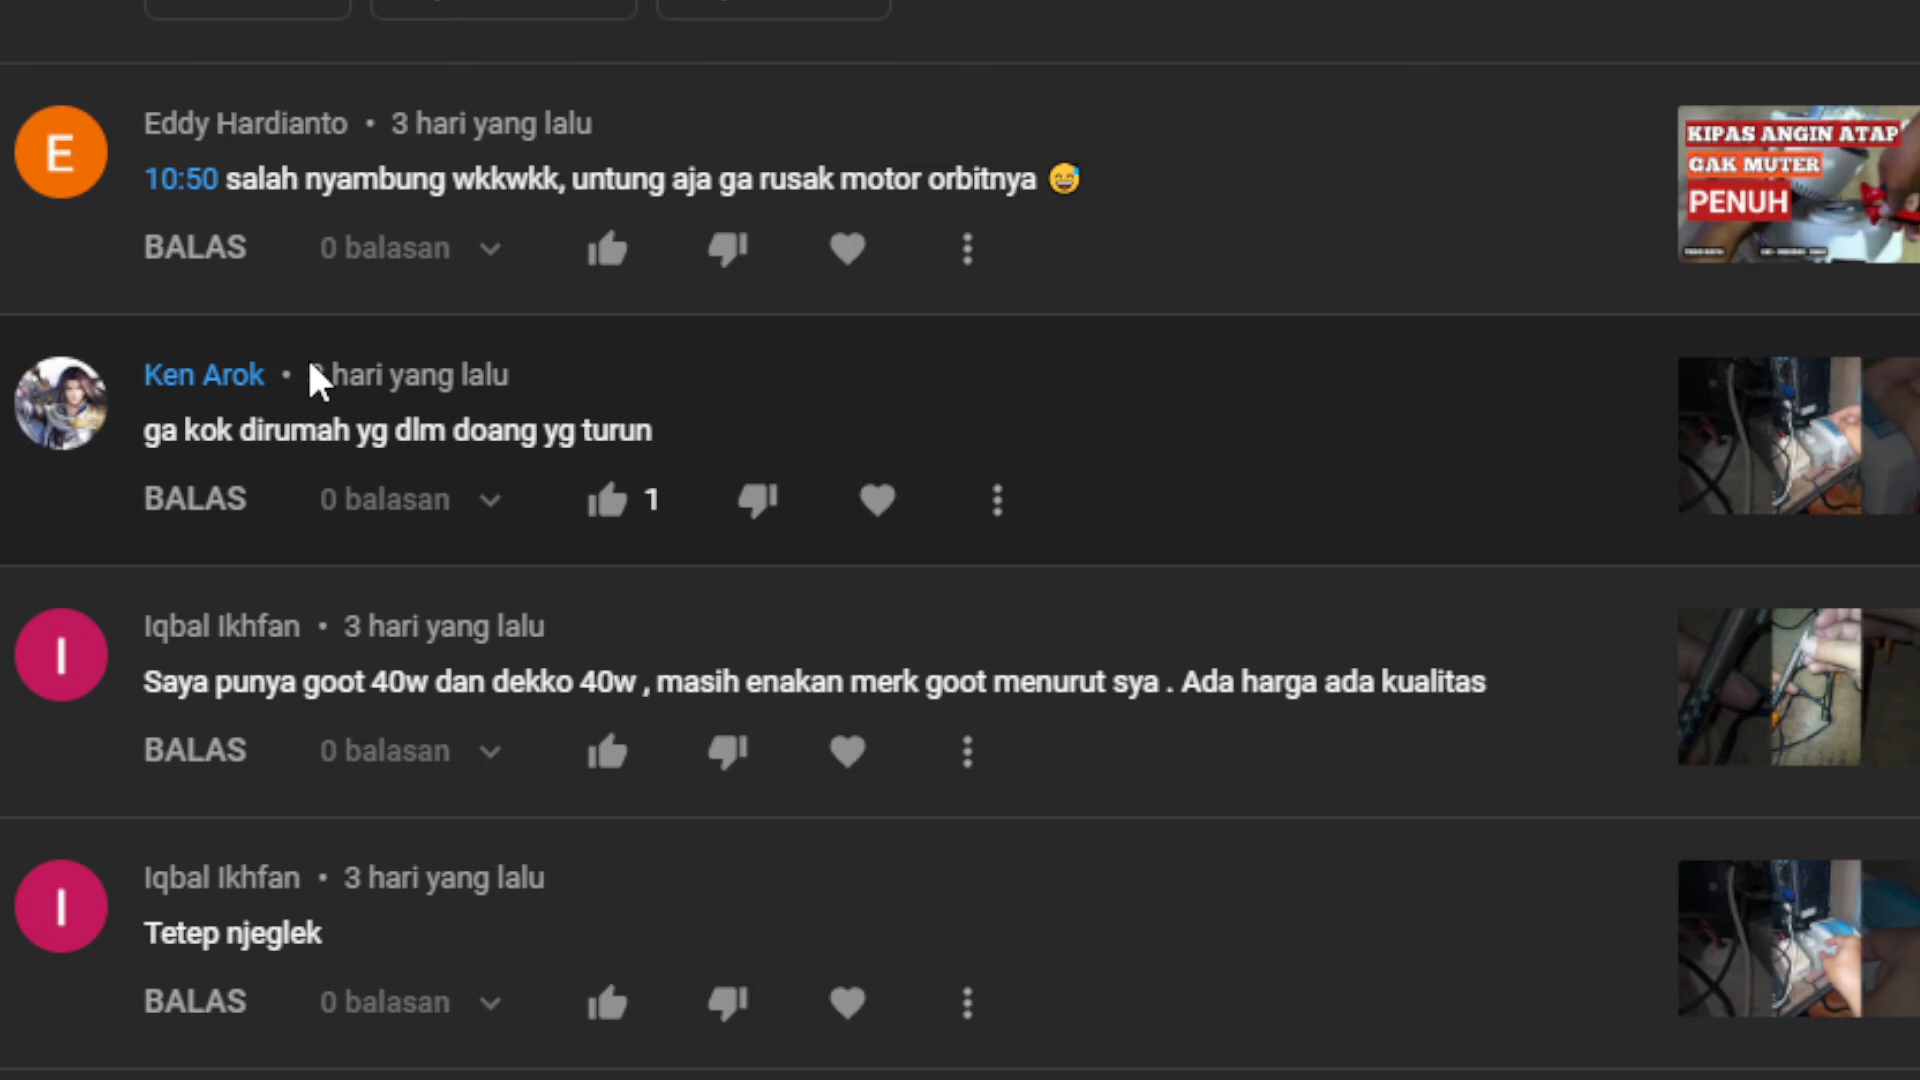 Eddy Hardianto • 3 hari yang lalu
10:50 salah nyambung wkkwkk, untung aja ga rusak motor orbitnya 😅
BALAS 0 balasan
KIPAS ANGIN ATAP
GAK MUTER
PENUH
Ken Arok • hari yang lalu
ga kok dirumah yg dlm doang yg turun
BALAS 0 balasan 1
Iqbal Ikhfan • 3 hari yang lalu
Saya punya goot 40w dan dekko 40w , masih enakan merk goot menurut sya . Ada harga ada kualitas
BALAS 0 balasan
Iqbal Ikhfan • 3 hari yang lalu
Tetep njeglek
BALAS 0 balasan